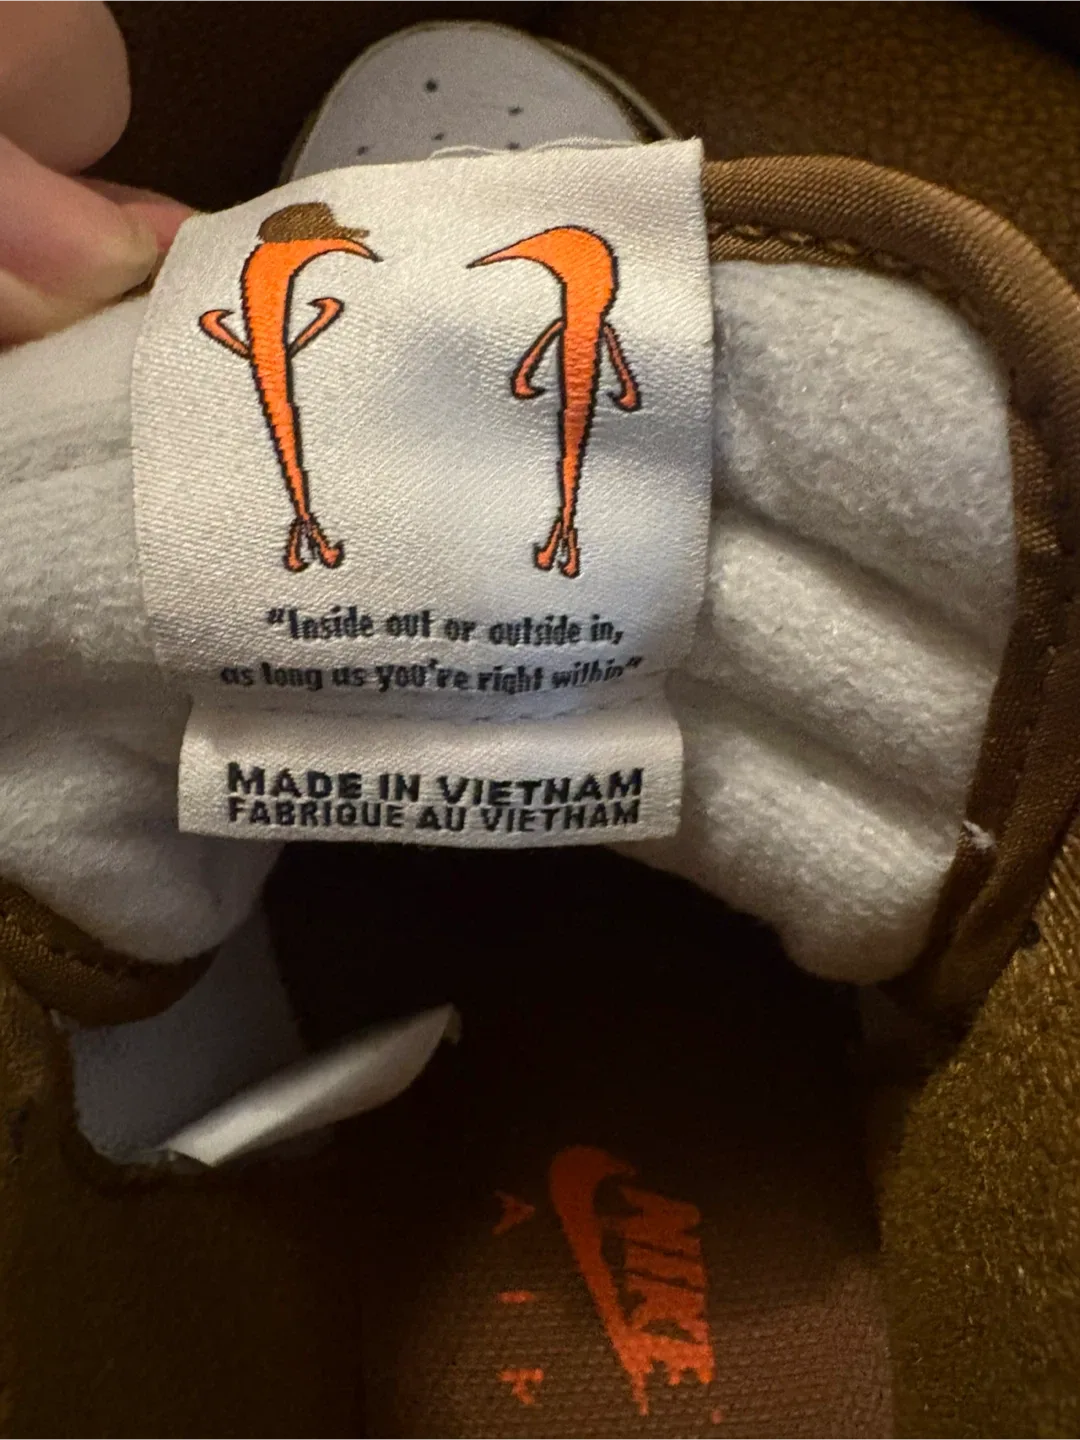 "Inside out or outside in,
as long as you're right within"
MADE IN VIETNAM
FABRIQUE AU VIETNAM
NIKE
AIR